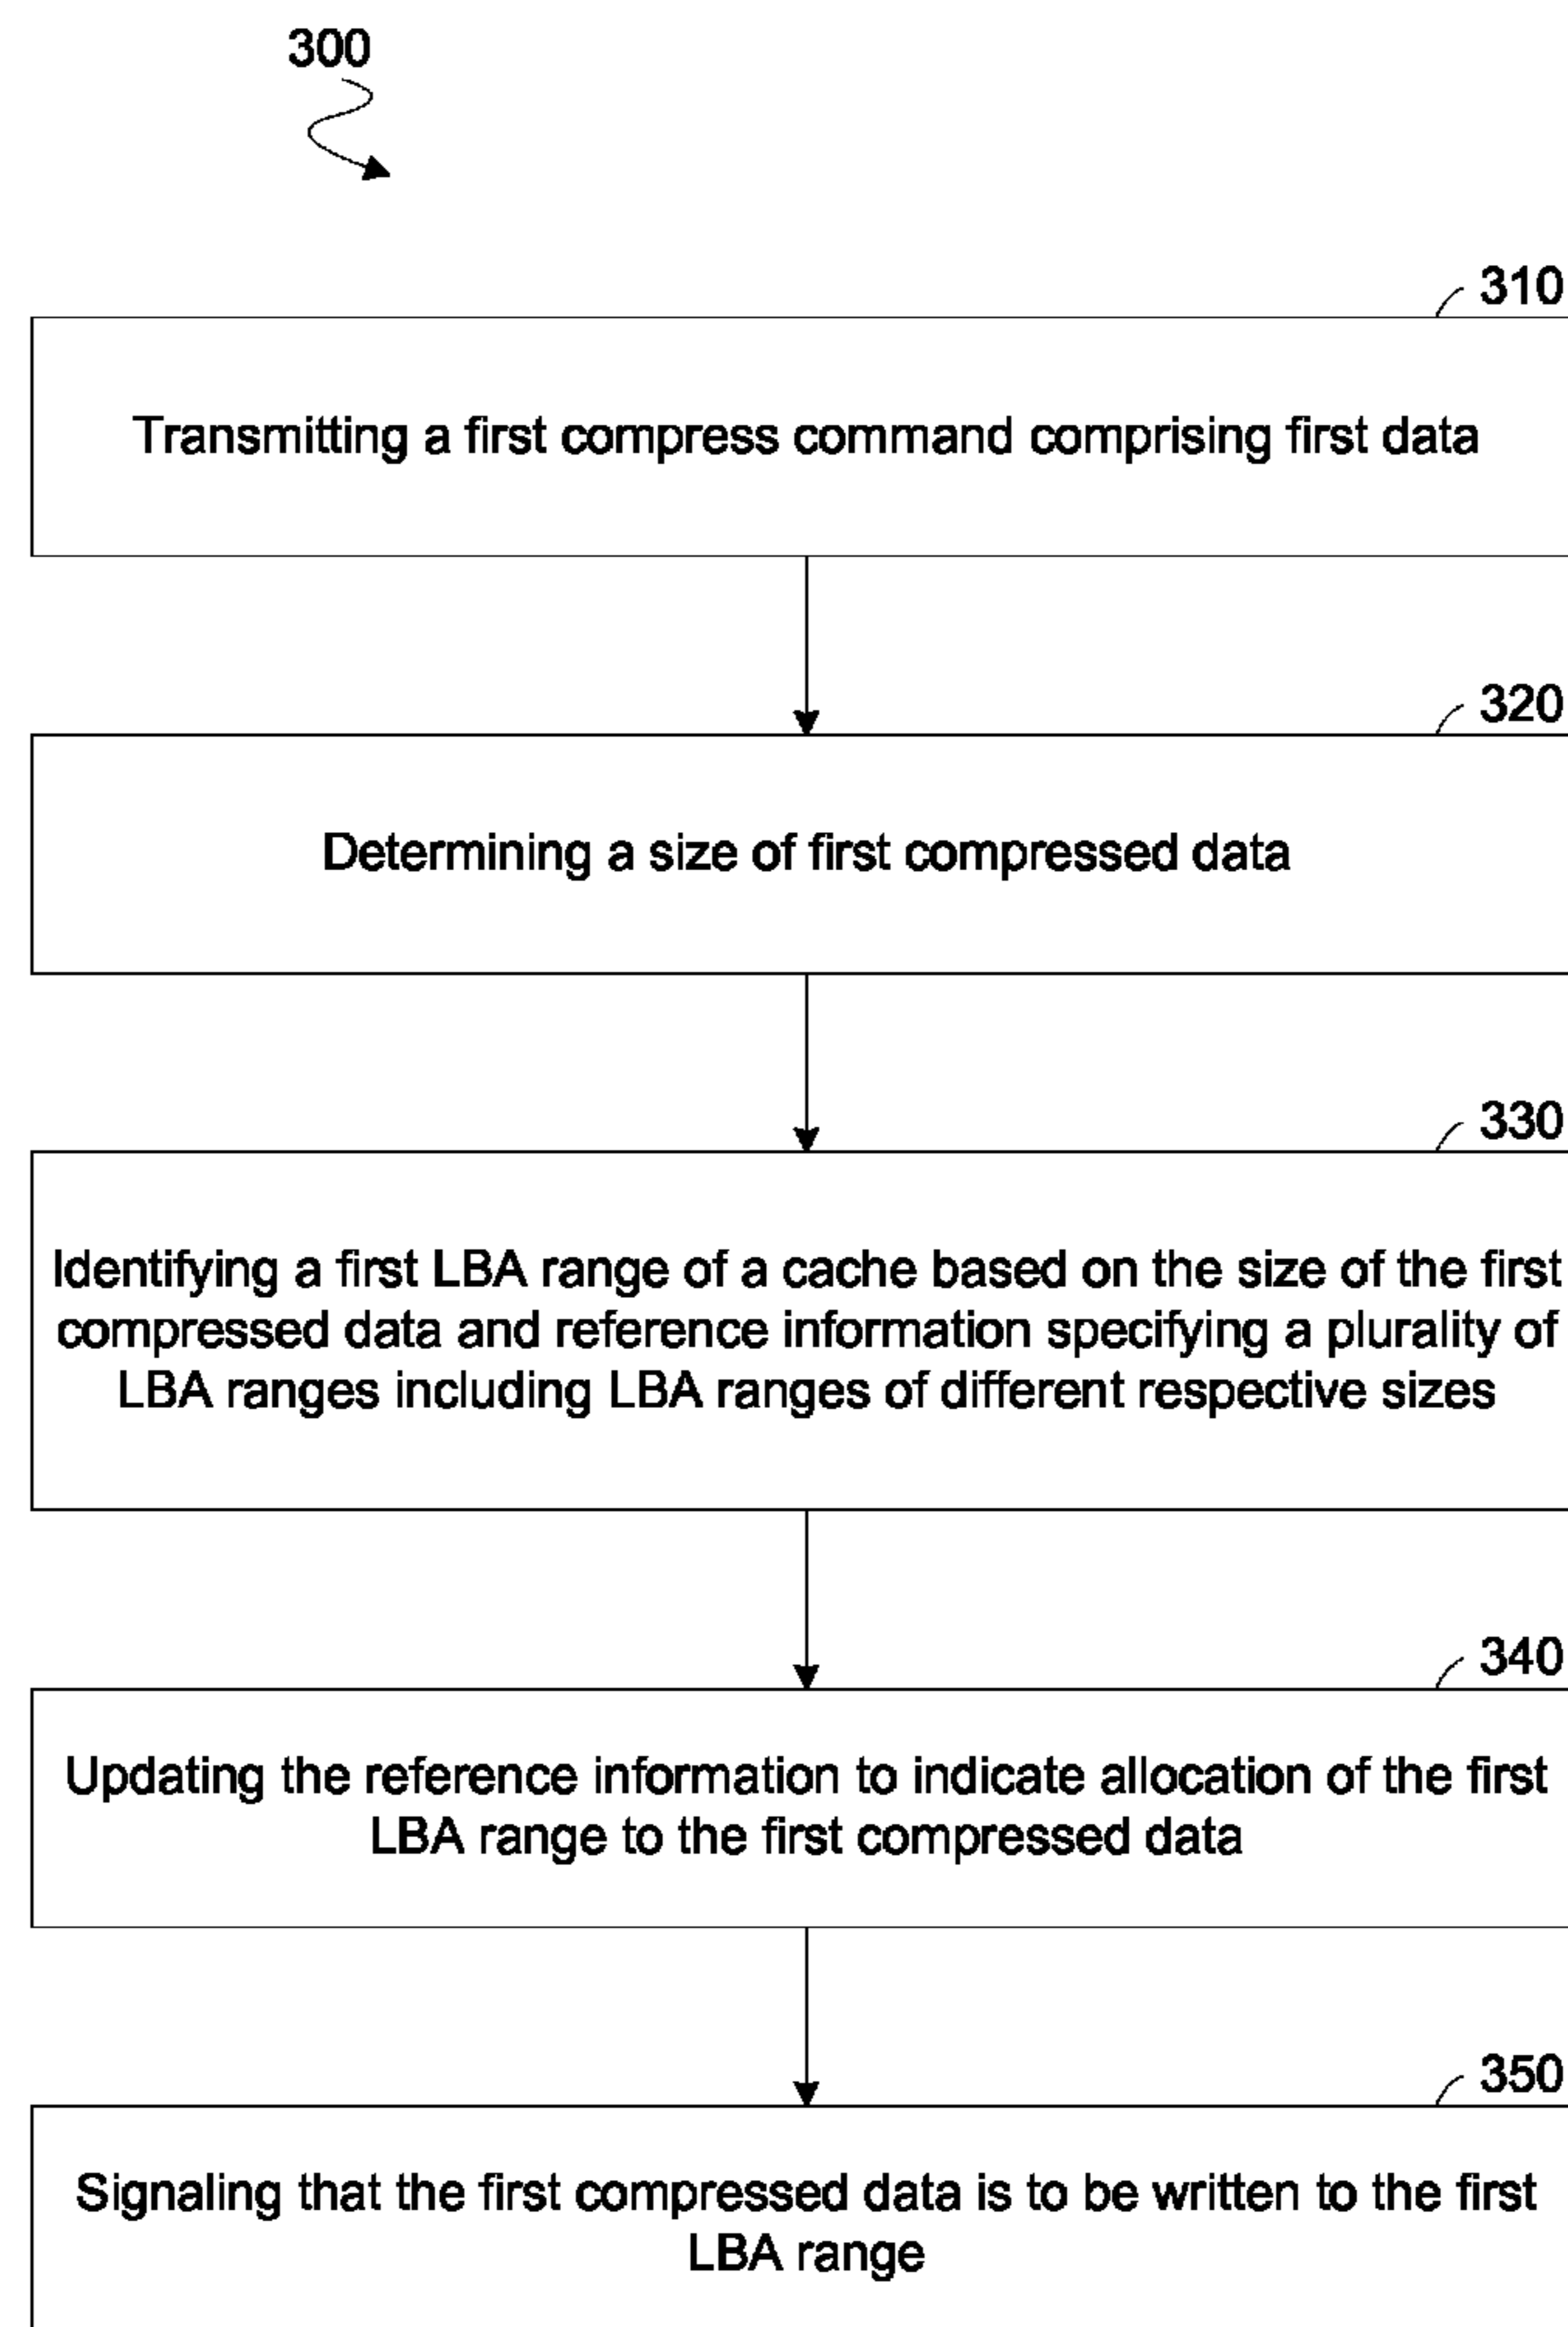 300
310
Transmitting a first compress command comprising first data
320
Determining a size of first compressed data
330
Identifying a first LBA range of a cache based on the size of the first
compressed data and reference information specifying a plurality of
LBA ranges including LBA ranges of different respective sizes
340
Updating the reference information to indicate allocation of the first
LBA range to the first compressed data
350
Signaling that the first compressed data is to be written to the first
LBA range